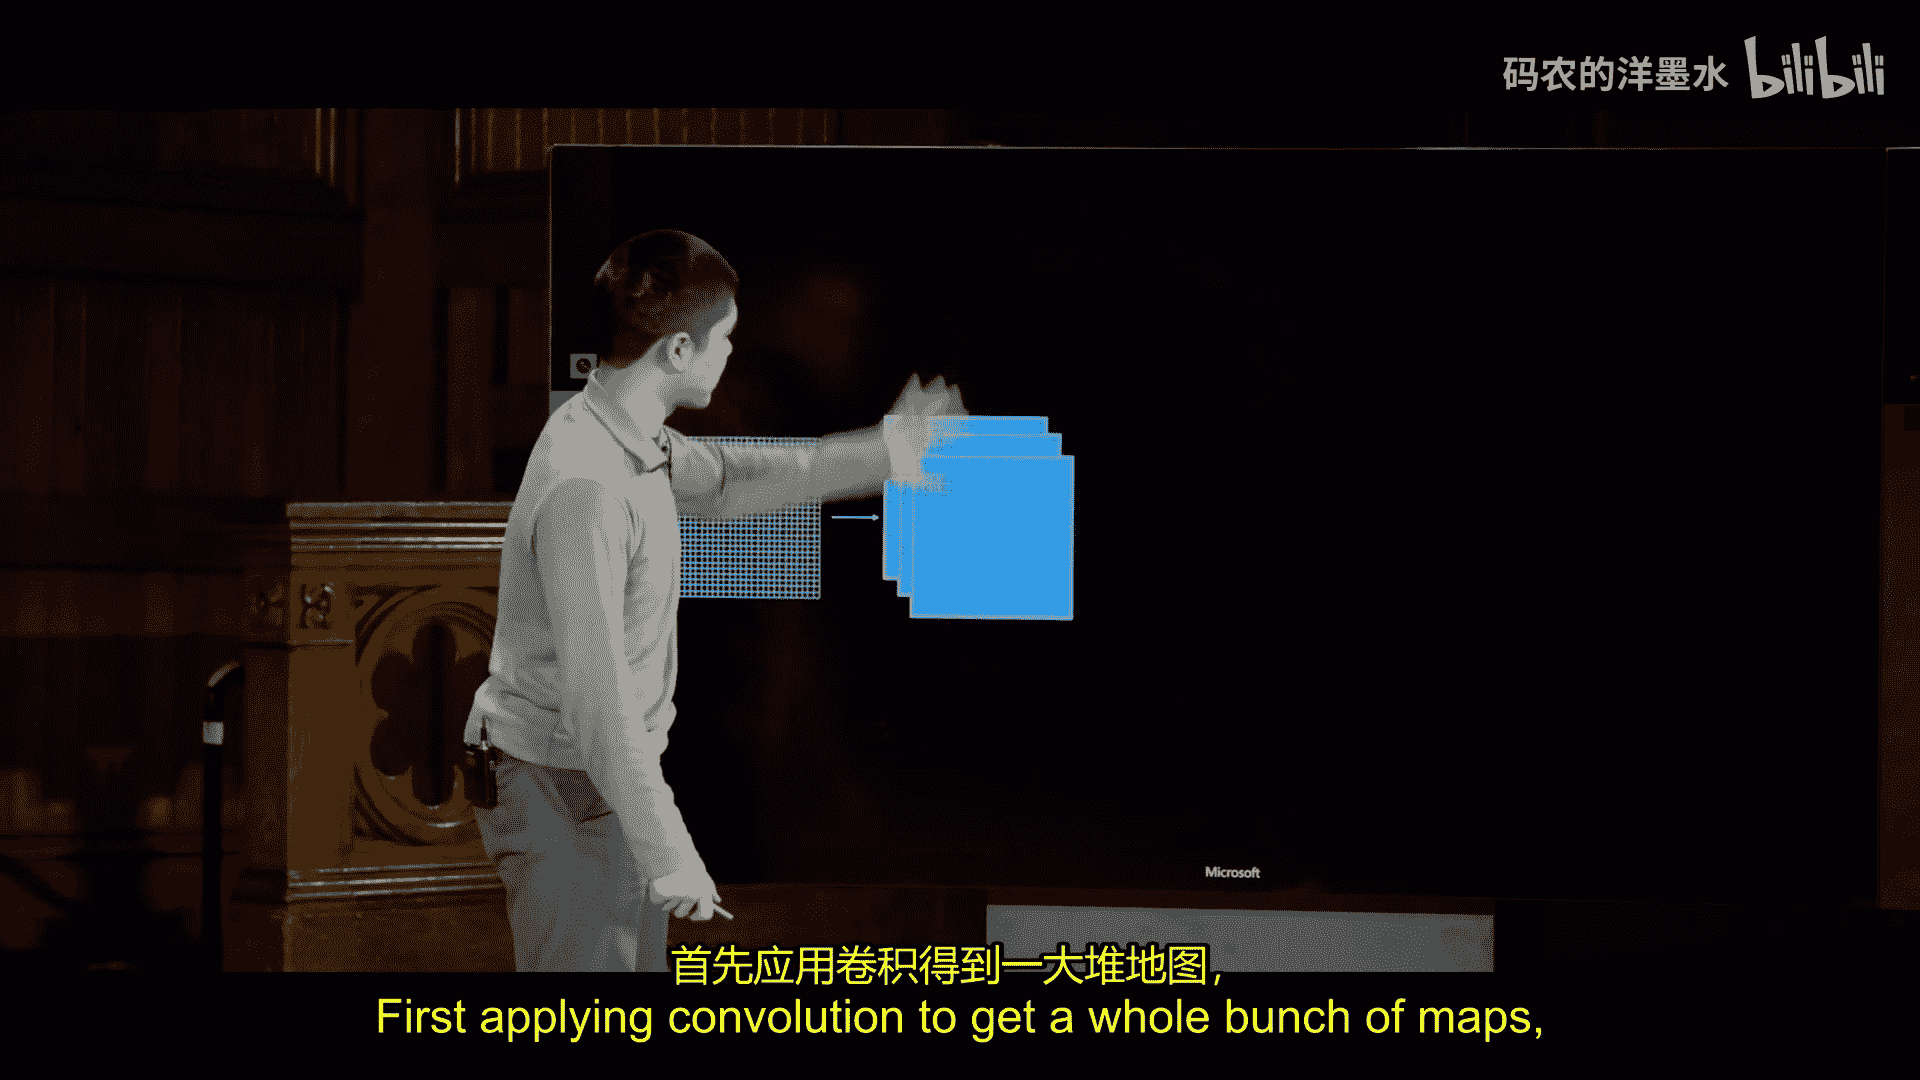 码农的洋墨水 bilibili
Microsoft
首先应用卷积得到一大堆地图，
First applying convolution to get a whole bunch of maps,